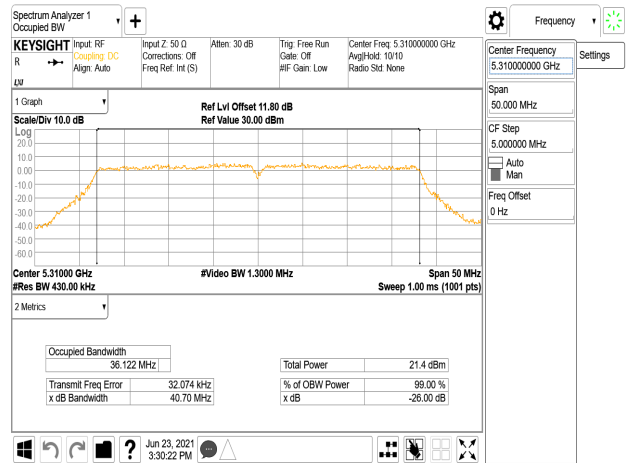 Spectrum Analyzer 1
Occupied BW
Frequency
KEYSIGHT
R
Input: RF
Coupling: DC
Align: Auto
Input Z: 50 Ω
Corrections: Off
Freq Ref: Int (S)
Atten: 30 dB
Trig: Free Run
Gate: Off
#IF Gain: Low
Center Freq: 5.310000000 GHz
Avg|Hold: 10/10
Radio Std: None
Center Frequency
5.310000000 GHz
Settings
Span
50.000 MHz
CF Step
5.000000 MHz
Auto
Man
Freq Offset
0 Hz
1 Graph
Scale/Div 10.0 dB
Ref Lvl Offset 11.80 dB
Ref Value 30.00 dBm
Log
20.0
10.0
0.00
-10.0
-20.0
-30.0
-40.0
-50.0
-60.0
Center 5.31000 GHz
#Video BW 1.3000 MHz
Span 50 MHz
#Res BW 430.00 kHz
Sweep 1.00 ms (1001 pts)
2 Metrics
Occupied Bandwidth
36.122 MHz
Total Power 21.4 dBm
Transmit Freq Error 32.074 kHz
% of OBW Power 99.00 %
x dB Bandwidth 40.70 MHz
x dB -26.00 dB
Jun 23, 2021
3:30:22 PM